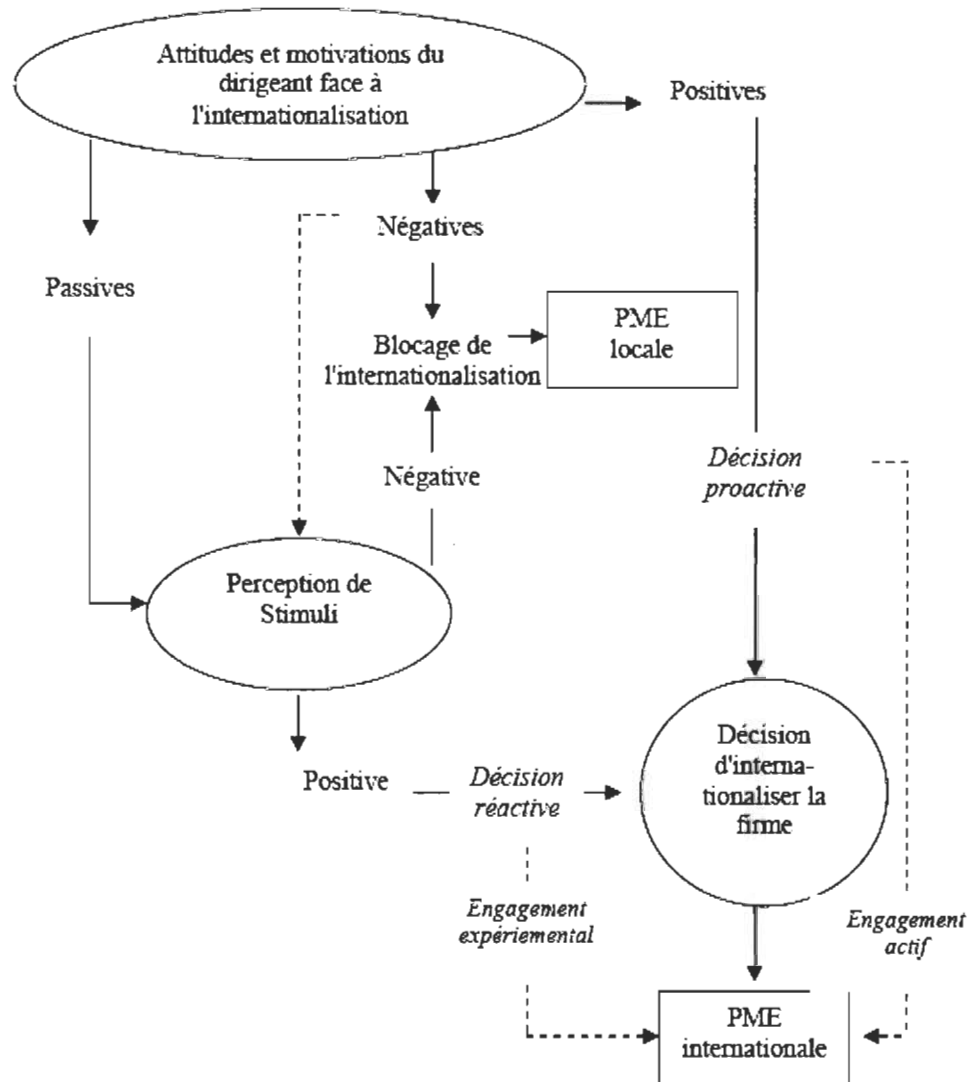 Attitudes et motivations du
dirigeant face à
l'internationalisation
Positives
Négatives
Passives
PME
locale
Blocage de
l'internationalisation
Décision
proactive
Négative
Perception de
Stimuli
Décision
d'interna-
tionaliser la
firme
Positive
Décision
réactive
Engagement
expériemental
Engagement
actif
PME
internationale